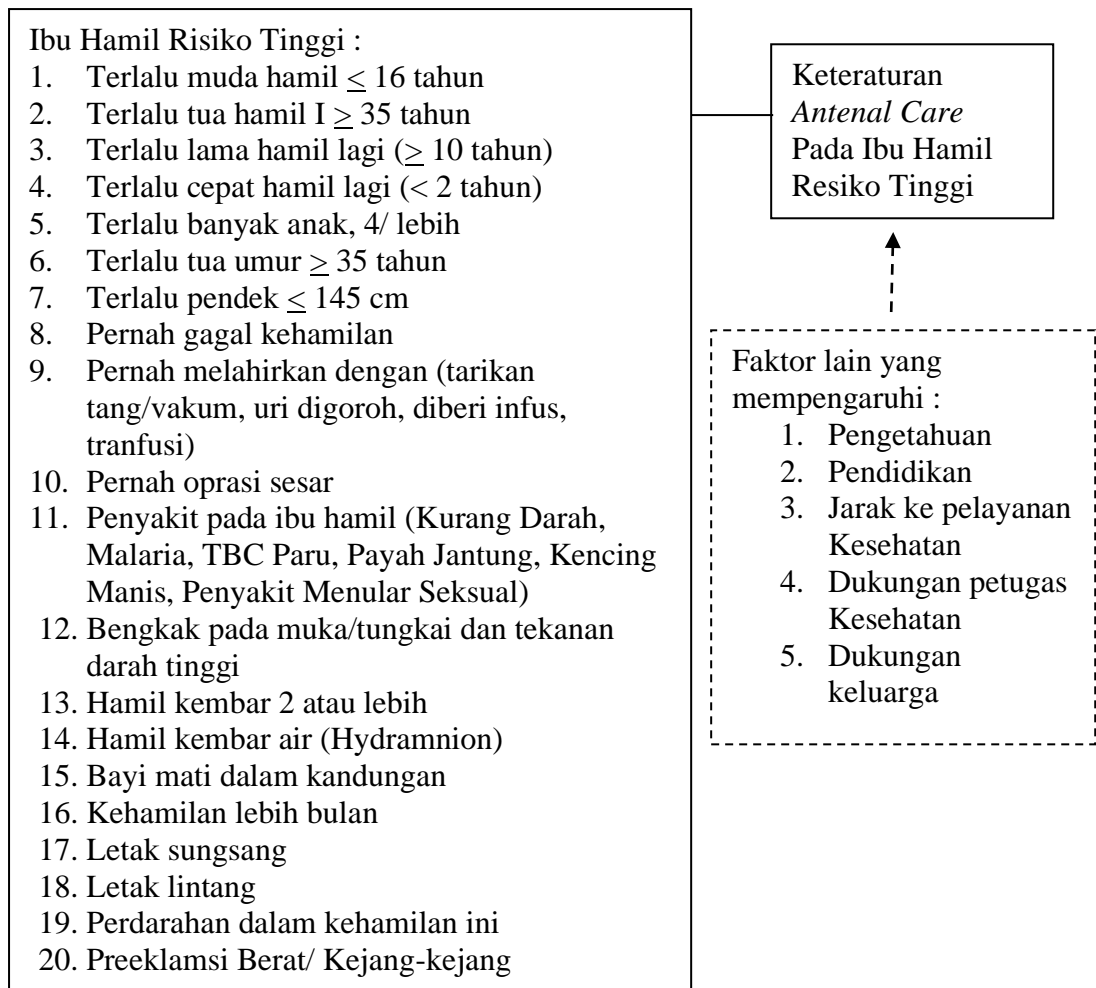 Ibu Hamil Risiko Tinggi :
1. Terlalu muda hamil ≤ 16 tahun
2. Terlalu tua hamil I ≥ 35 tahun
3. Terlalu lama hamil lagi (≥ 10 tahun)
4. Terlalu cepat hamil lagi (< 2 tahun)
5. Terlalu banyak anak, 4/ lebih
6. Terlalu tua umur ≥ 35 tahun
7. Terlalu pendek ≤ 145 cm
8. Pernah gagal kehamilan
9. Pernah melahirkan dengan (tarikan
tang/vakum, uri digoroh, diberi infus,
tranfusi)
10. Pernah oprasi sesar
11. Penyakit pada ibu hamil (Kurang Darah,
Malaria, TBC Paru, Payah Jantung, Kencing
Manis, Penyakit Menular Seksual)
12. Bengkak pada muka/tungkai dan tekanan
darah tinggi
13. Hamil kembar 2 atau lebih
14. Hamil kembar air (Hydramnion)
15. Bayi mati dalam kandungan
16. Kehamilan lebih bulan
17. Letak sungsang
18. Letak lintang
19. Perdarahan dalam kehamilan ini
20. Preeklamsi Berat/ Kejang-kejang
Keteraturan
Antenal Care
Pada Ibu Hamil
Resiko Tinggi
Faktor lain yang
mempengaruhi :
1. Pengetahuan
2. Pendidikan
3. Jarak ke pelayanan
Kesehatan
4. Dukungan petugas
Kesehatan
5. Dukungan
keluarga